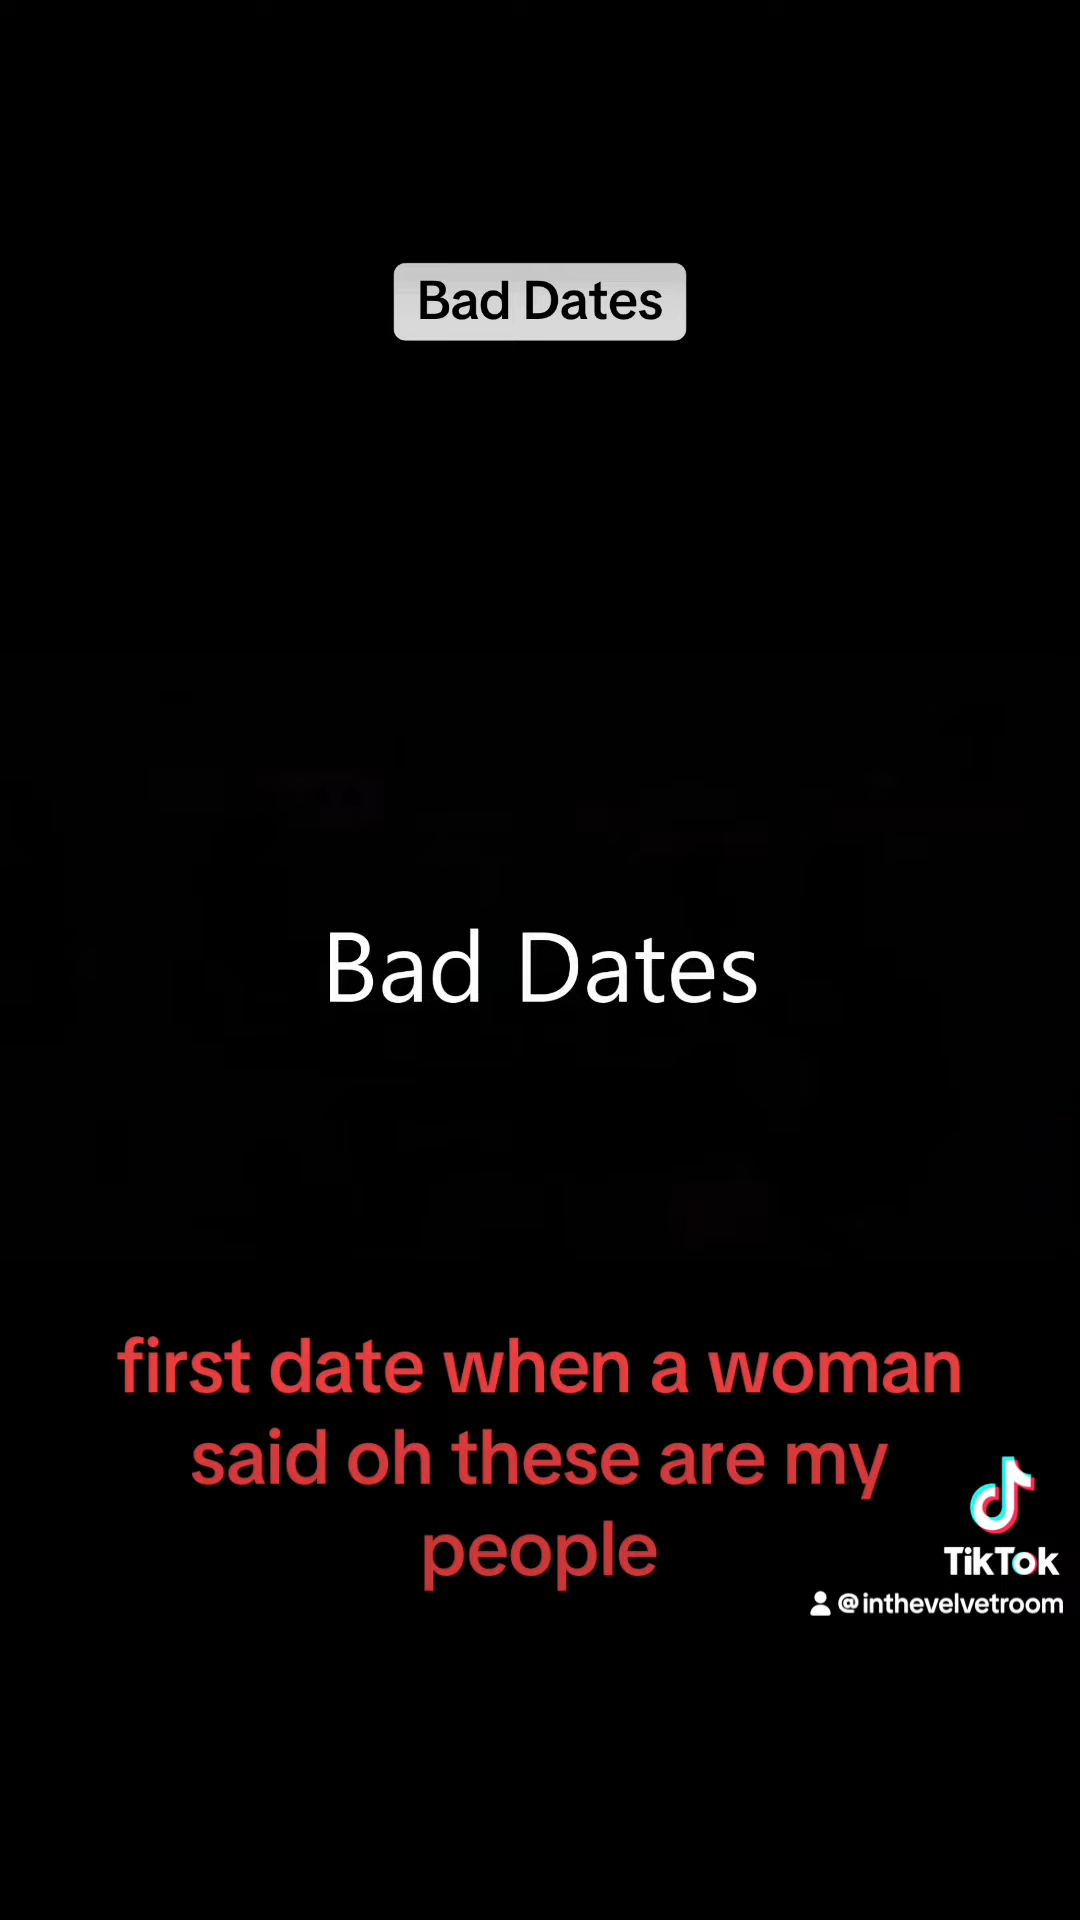 Bad Dates
Bad Dates
first date when a woman
said oh these are my
people
TikTok
@inthevelvetroom